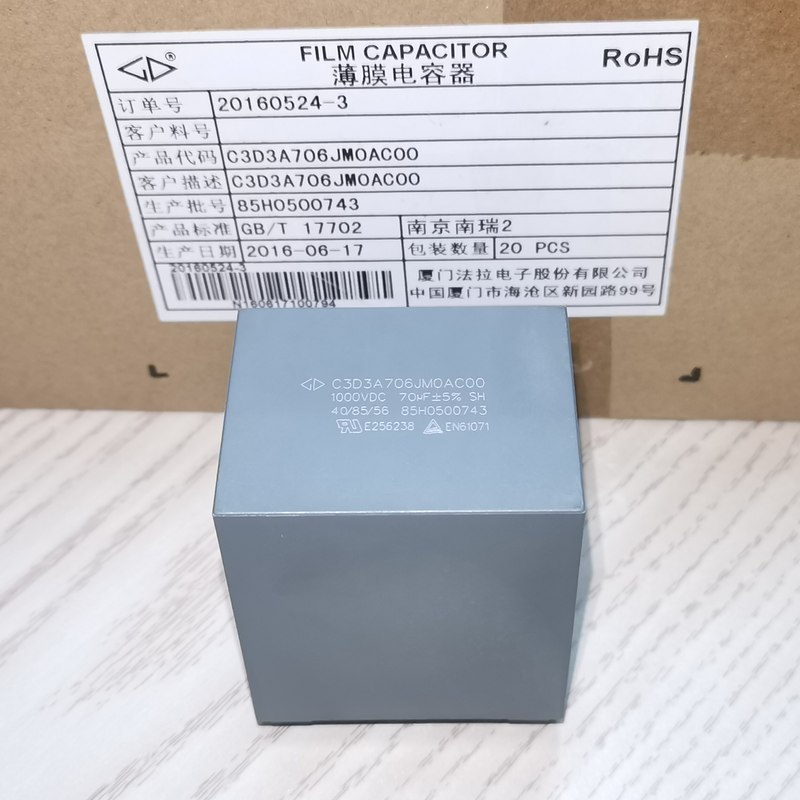 FILM CAPACITOR
薄膜电容器
RoHS
订单号 20160524-3
客户料号
产品代码 C3D3A706JM0AC00
客户描述 C3D3A706JM0AC00
生产批号 85H0500743
产品标准 GB/T 17702 南京南瑞2
生产日期 2016-06-17 包装数量 20 PCS
20160524-3
N160617100794
厦门法拉电子股份有限公司
中国厦门市海沧区新园路99号
C3D3A706JM0AC00
1000VDC 70µF±5% SH
40/85/56 85H0500743
E256238 EN61071